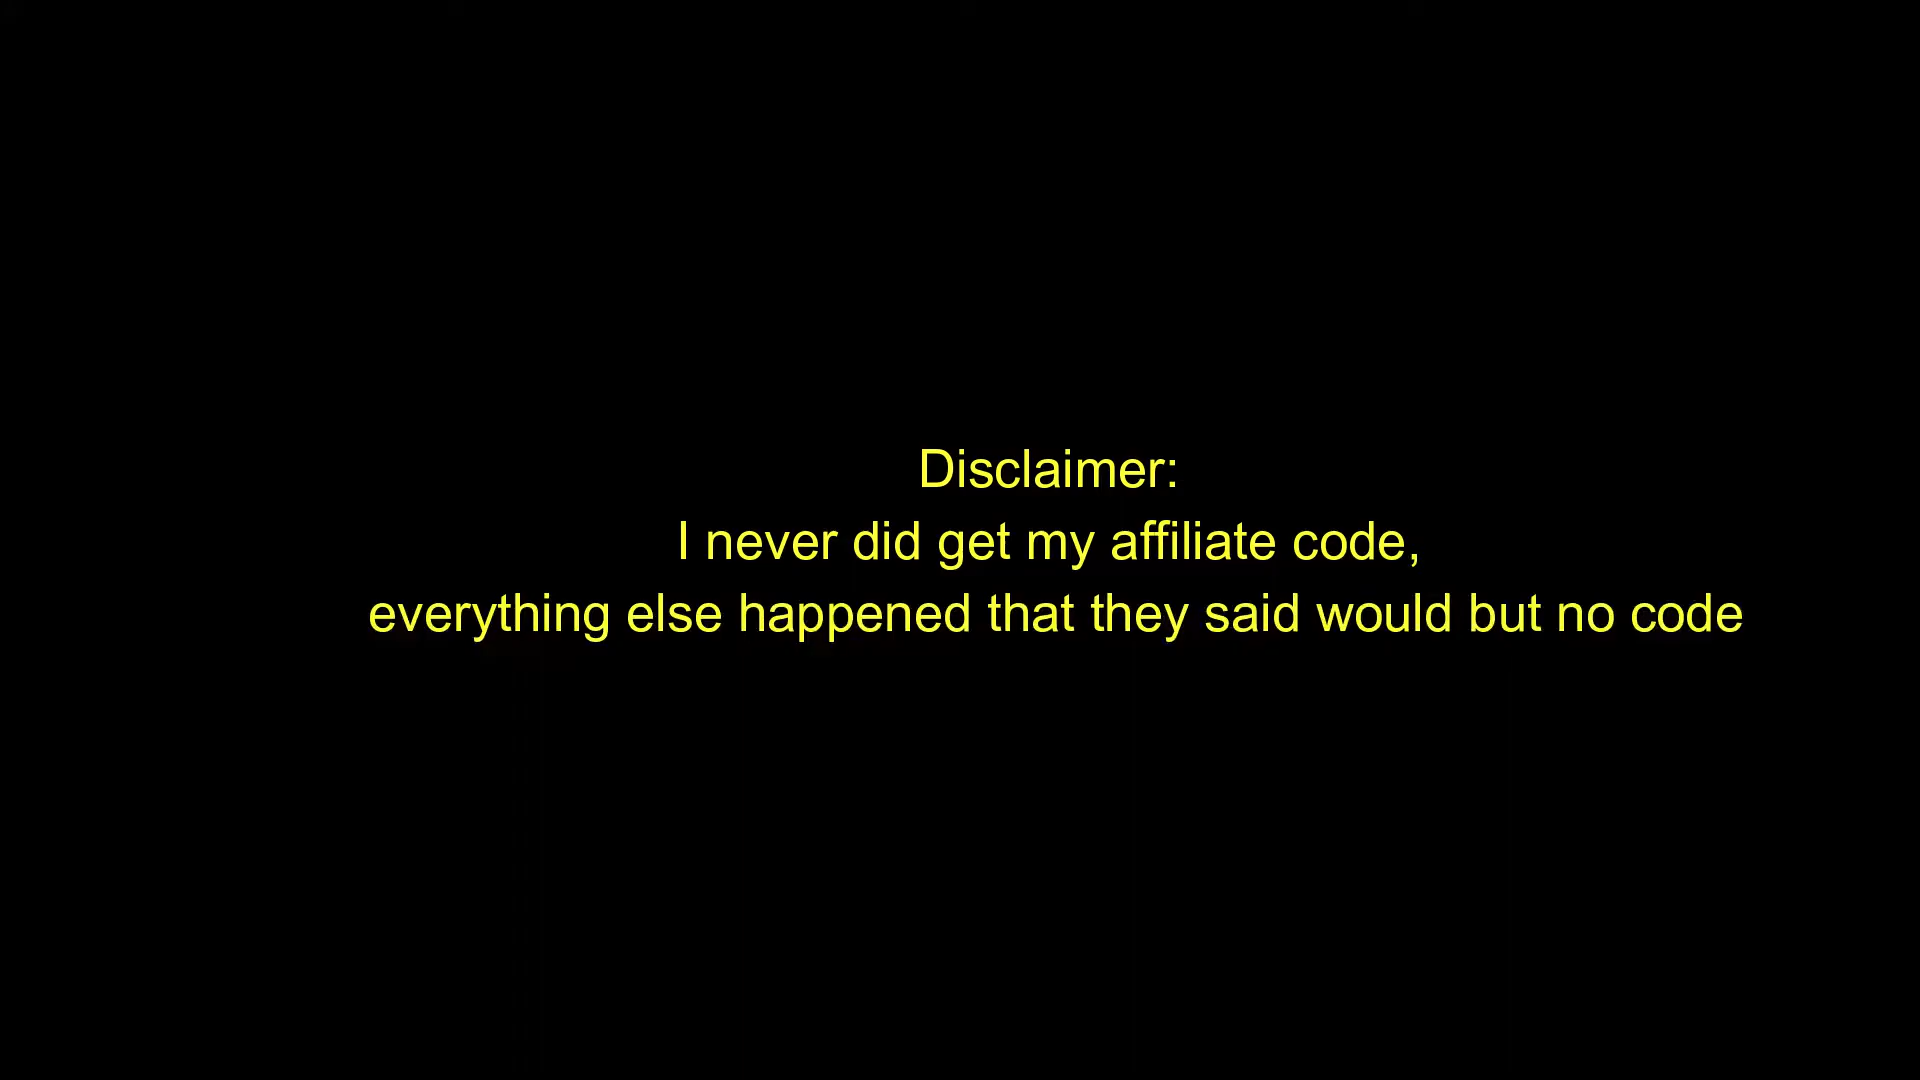 Disclaimer:
I never did get my affiliate code,
everything else happened that they said would but no code